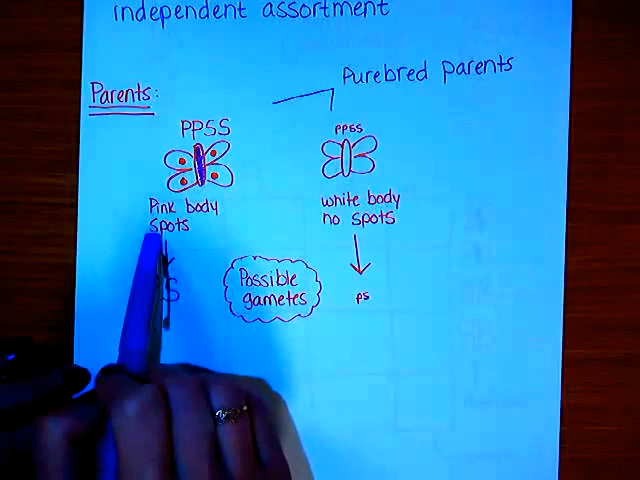 independent assortment
Purebred parents
Parents:
PPSS
ppss
Pink body
spots
white body
no spots
Possible
gametes
S
ps